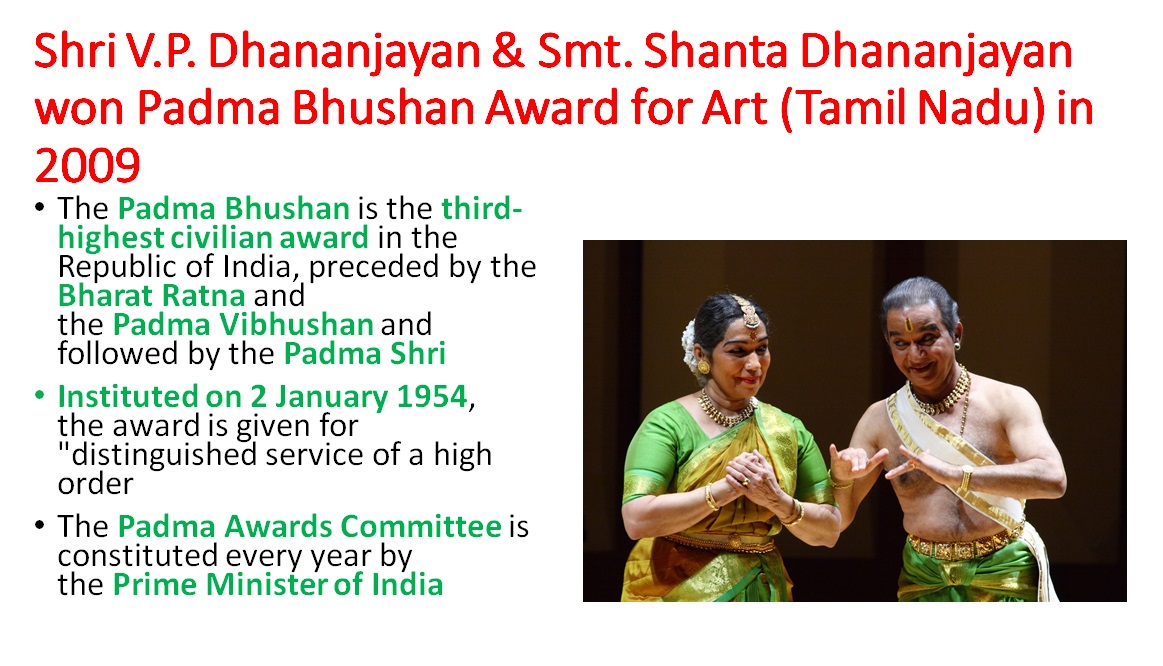 Shri V.P. Dhananjayan & Smt. Shanta Dhananjayan
won Padma Bhushan Award for Art (Tamil Nadu) in
2009
• The Padma Bhushan is the third-
highest civilian award in the
Republic of India, preceded by the
Bharat Ratna and
the Padma Vibhushan and
followed by the Padma Shri
• Instituted on 2 January 1954,
the award is given for
"distinguished service of a high
order
• The Padma Awards Committee is
constituted every year by
the Prime Minister of India